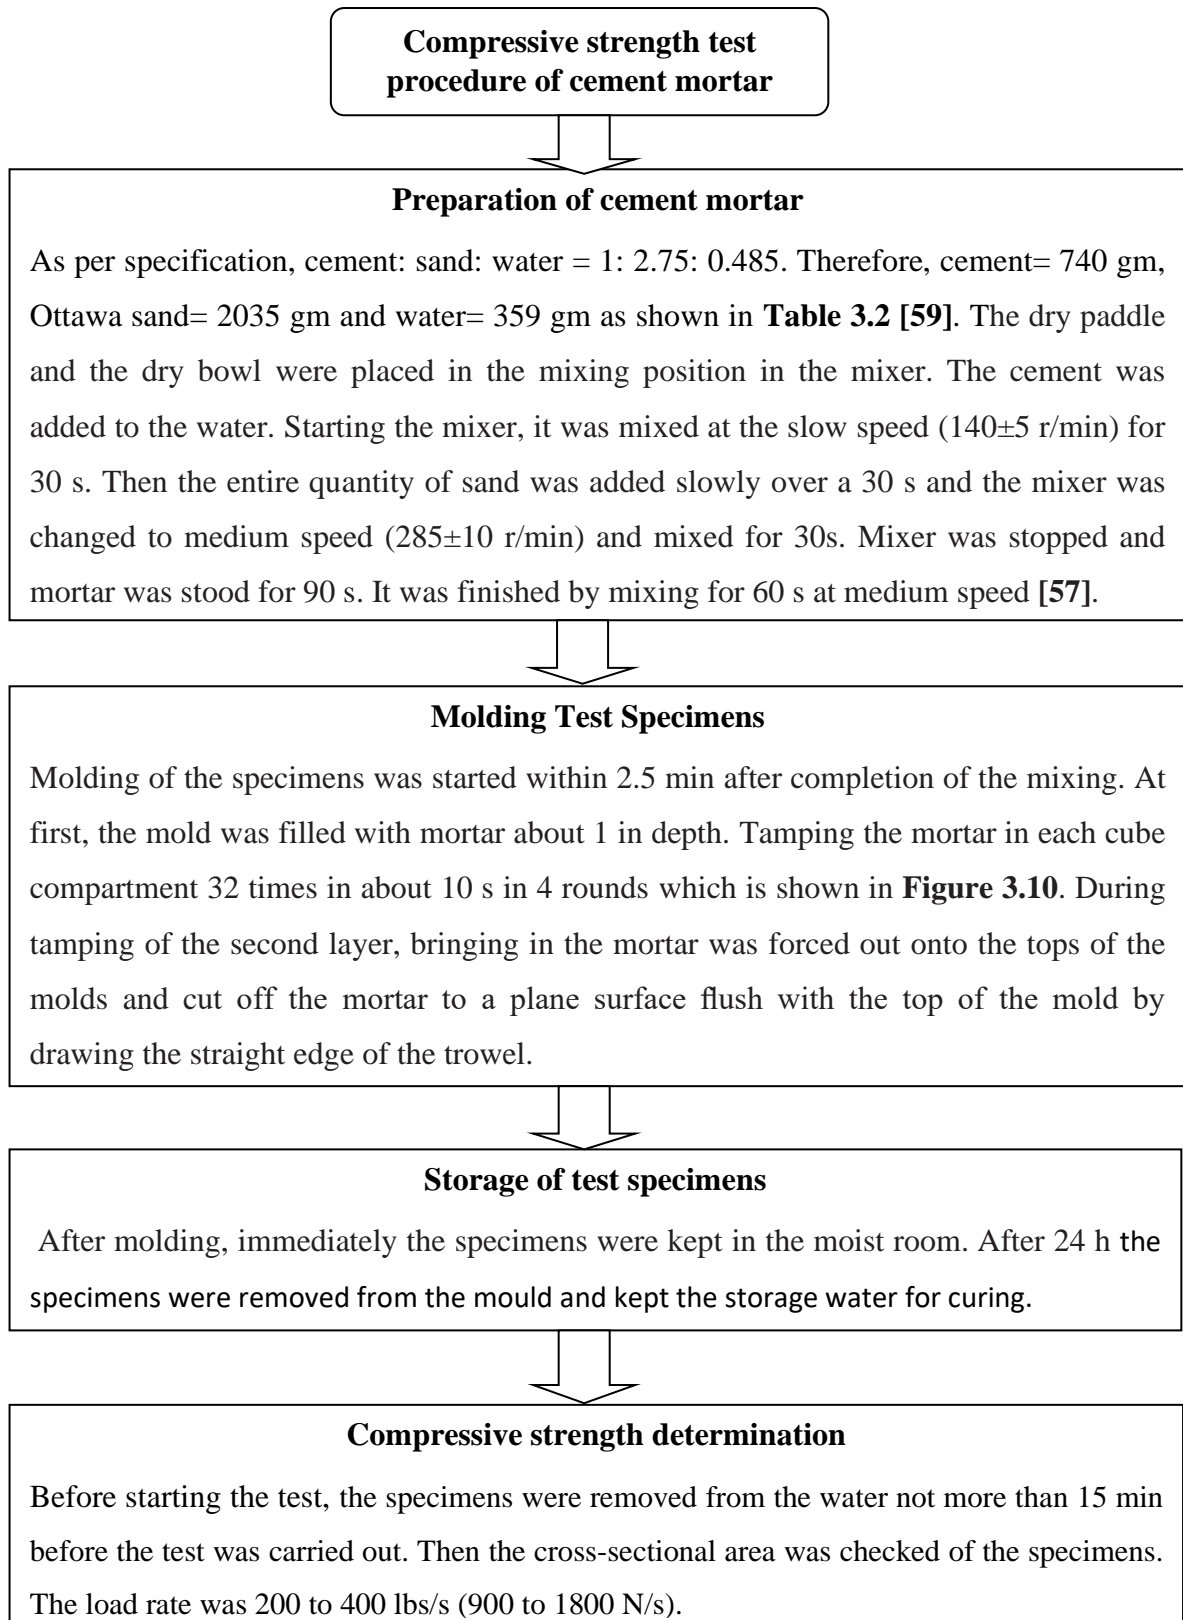 Compressive strength test
procedure of cement mortar
Preparation of cement mortar
As per specification, cement: sand: water = 1: 2.75: 0.485. Therefore, cement= 740 gm,
Ottawa sand= 2035 gm and water= 359 gm as shown in Table 3.2 [59]. The dry paddle
and the dry bowl were placed in the mixing position in the mixer. The cement was
added to the water. Starting the mixer, it was mixed at the slow speed (140±5 r/min) for
30 s. Then the entire quantity of sand was added slowly over a 30 s and the mixer was
changed to medium speed (285±10 r/min) and mixed for 30s. Mixer was stopped and
mortar was stood for 90 s. It was finished by mixing for 60 s at medium speed [57].
Molding Test Specimens
Molding of the specimens was started within 2.5 min after completion of the mixing. At
first, the mold was filled with mortar about 1 in depth. Tamping the mortar in each cube
compartment 32 times in about 10 s in 4 rounds which is shown in Figure 3.10. During
tamping of the second layer, bringing in the mortar was forced out onto the tops of the
molds and cut off the mortar to a plane surface flush with the top of the mold by
drawing the straight edge of the trowel.
Storage of test specimens
After molding, immediately the specimens were kept in the moist room. After 24 h the
specimens were removed from the mould and kept the storage water for curing.
Compressive strength determination
Before starting the test, the specimens were removed from the water not more than 15 min
before the test was carried out. Then the cross-sectional area was checked of the specimens.
The load rate was 200 to 400 lbs/s (900 to 1800 N/s).